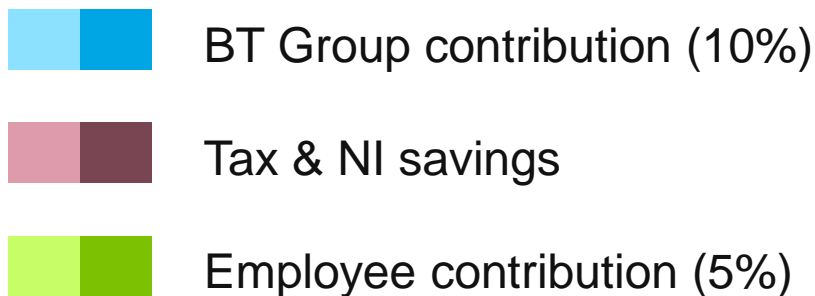 BT Group contribution (10%)
Tax & NI savings
Employee contribution (5%)